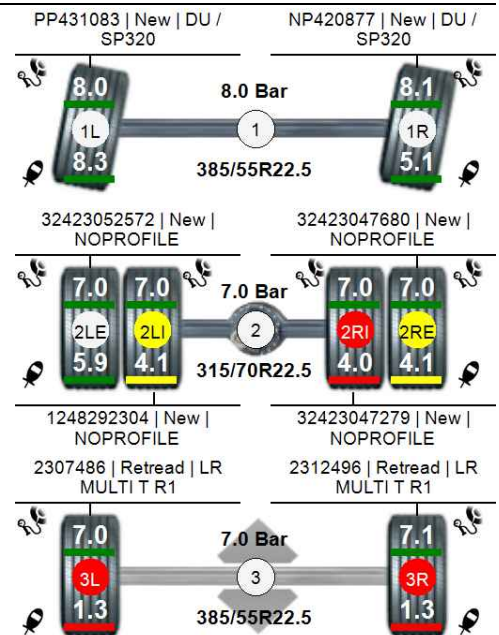 PP431083 | New | DU /
SP320
NP420877 | New | DU /
SP320
8.0
8.0 Bar
8.1
1L
1
1R
8.3
385/55R22.5
5.1
32423052572 | New |
NOPROFILE
32423047680 | New |
NOPROFILE
7.0
7.0
7.0 Bar
7.0
7.0
2LE
2LI
2
2RI
2RE
5.9
4.1
315/70R22.5
4.0
4.1
1248292304 | New |
NOPROFILE
32423047279 | New |
NOPROFILE
2307486 | Retread | LR
MULTI T R1
2312496 | Retread | LR
MULTI T R1
7.0
7.0 Bar
7.1
3L
3
3R
1.3
385/55R22.5
1.3